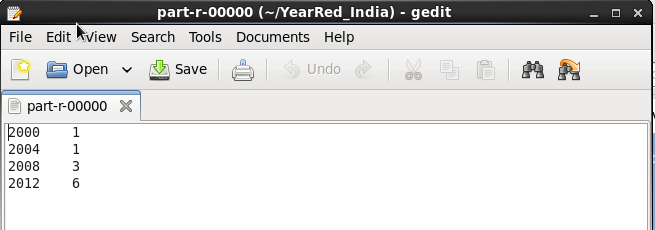 part-r-00000 (~/YearRed_India) - gedit
File Edit View Search Tools Documents Help
Open Save Undo
part-r-00000
2000 1
2004 1
2008 3
2012 6